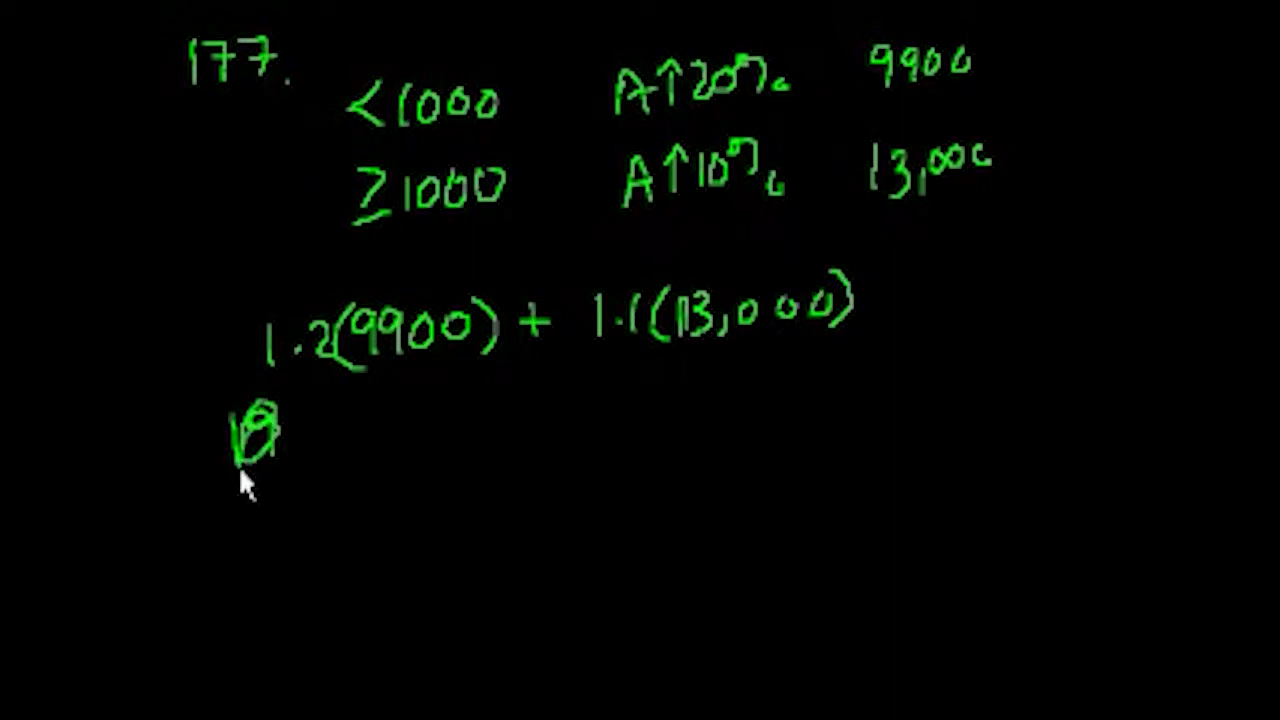 177.
<1000 A↑20% 9900
≥1000 A↑10% 13,000
1.2(9900) + 1.1(13,000)